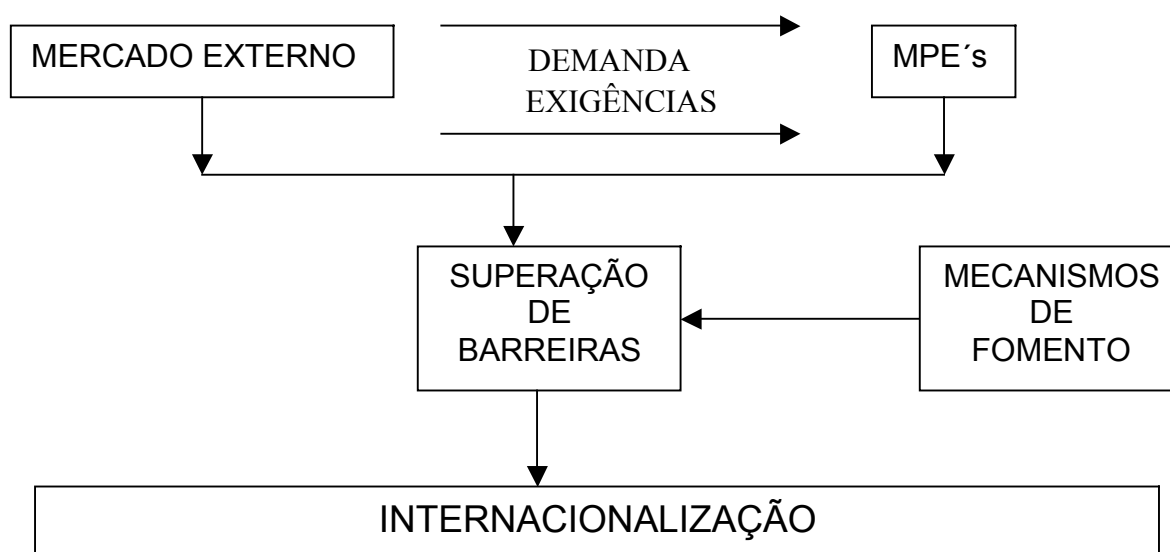 MERCADO EXTERNO
DEMANDA
EXIGÊNCIAS
MPE´s
SUPERAÇÃO
DE
BARREIRAS
MECANISMOS
DE
FOMENTO
INTERNACIONALIZAÇÃO